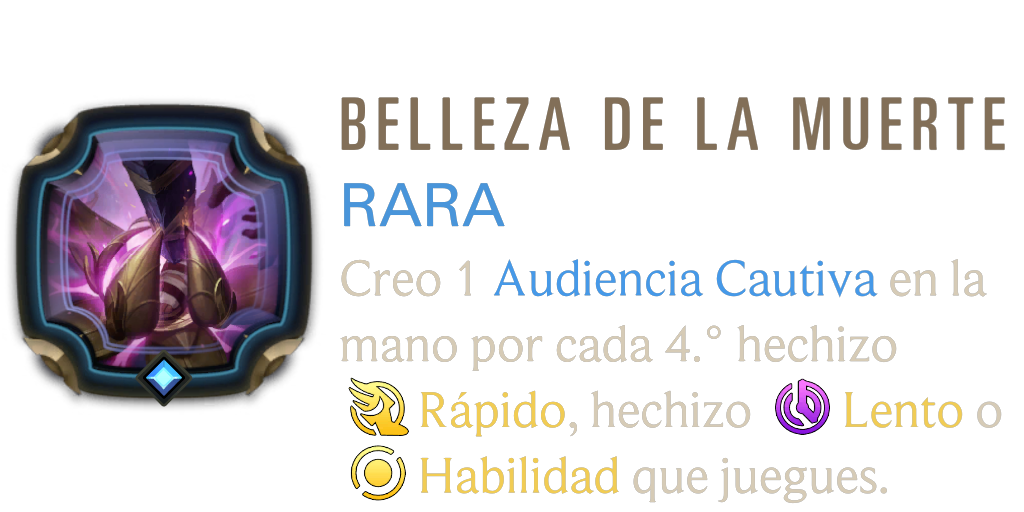 BELLEZA DE LA MUERTE
RARA
Creo 1 Audiencia Cautiva en la
mano por cada 4.° hechizo
Rápido, hechizo Lento o
Habilidad que juegues.